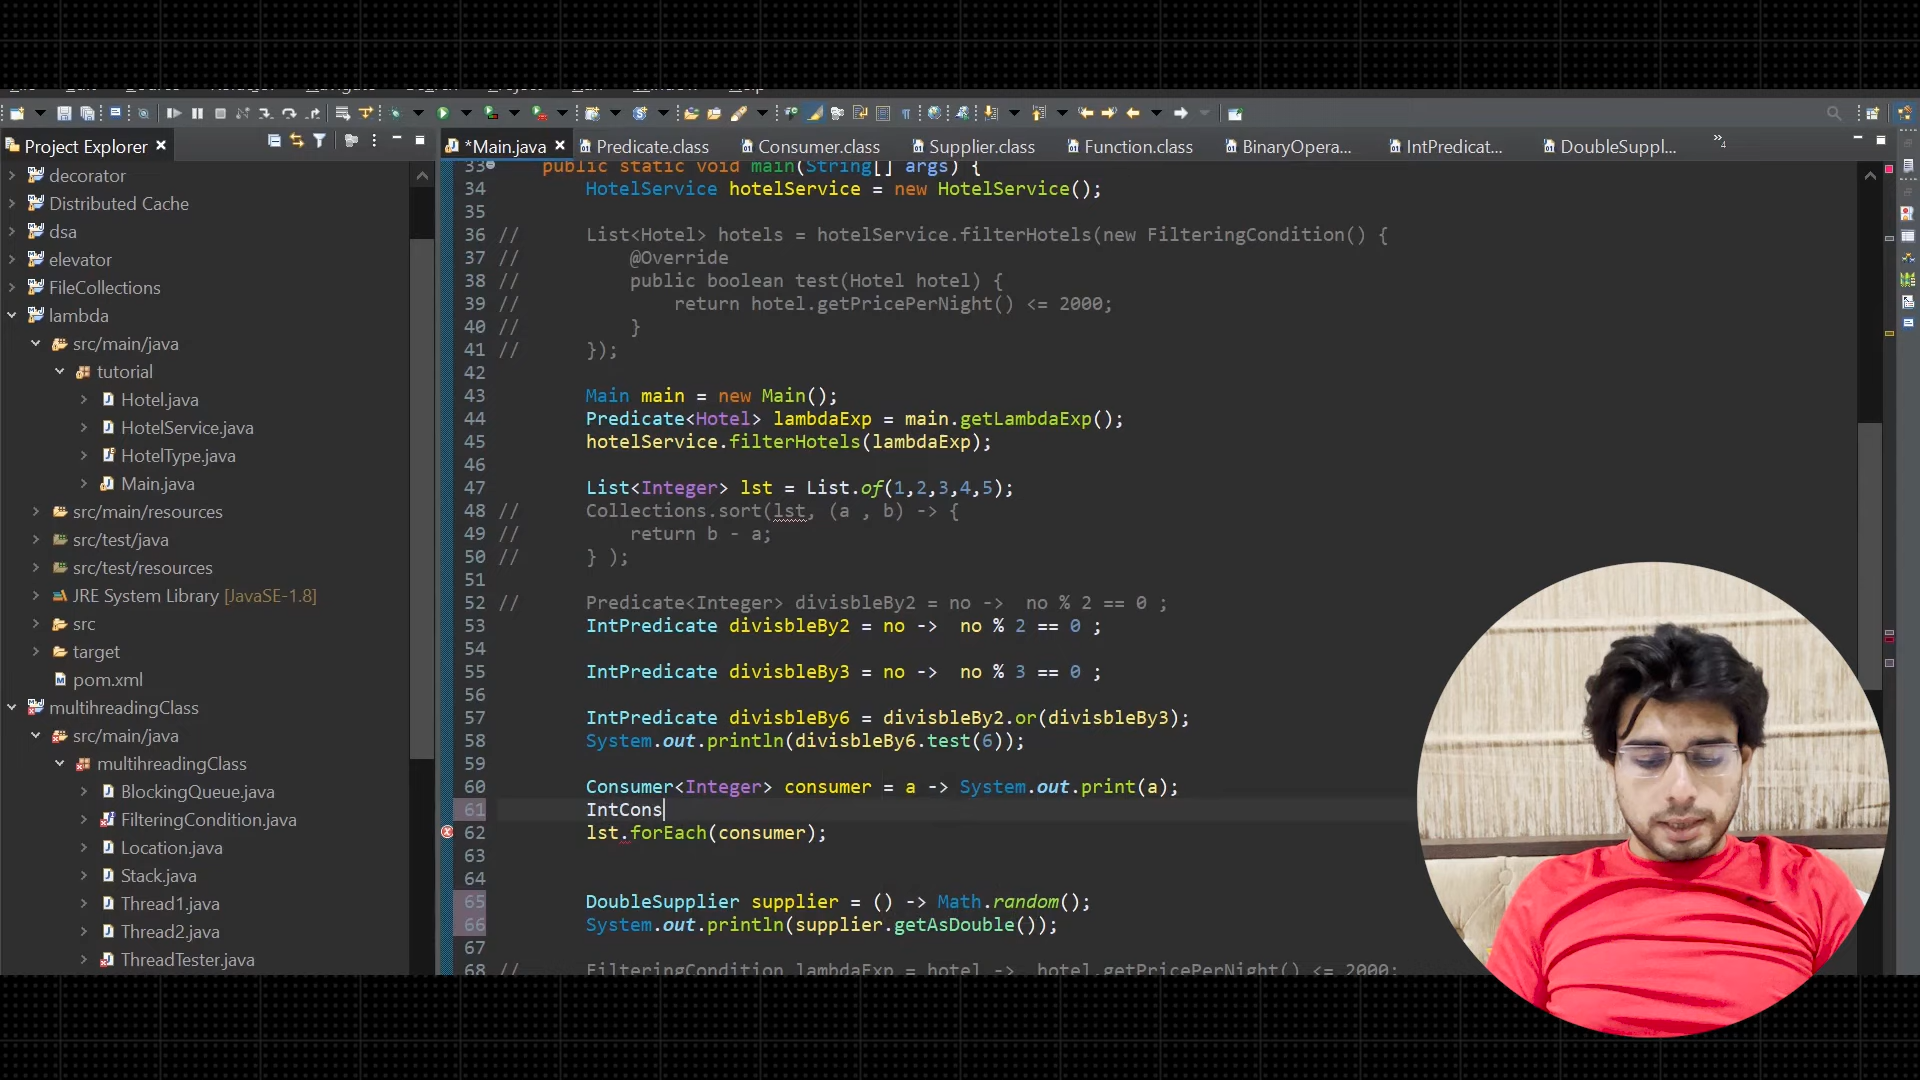 Project Explorer
*Main.java
Predicate.class
Consumer.class
Supplier.class
Function.class
BinaryOpera...
IntPredicat...
DoubleSuppl...
»4
decorator
Distributed Cache
dsa
elevator
FileCollections
lambda
src/main/java
tutorial
Hotel.java
HotelService.java
HotelType.java
Main.java
src/main/resources
src/test/java
src/test/resources
JRE System Library [JavaSE-1.8]
src
target
pom.xml
multihreadingClass
src/main/java
multihreadingClass
BlockingQueue.java
FilteringCondition.java
Location.java
Stack.java
Thread1.java
Thread2.java
ThreadTester.java
33 public static void main(String[] args) {
34 HotelService hotelService = new HotelService();
35
36 // List<Hotel> hotels = hotelService.filterHotels(new FilteringCondition() {
37 // @Override
38 // public boolean test(Hotel hotel) {
39 // return hotel.getPricePerNight() <= 2000;
40 // }
41 // });
42
43 Main main = new Main();
44 Predicate<Hotel> lambdaExp = main.getLambdaExp();
45 hotelService.filterHotels(lambdaExp);
46
47 List<Integer> lst = List.of(1,2,3,4,5);
48 // Collections.sort(lst, (a , b) -> {
49 // return b - a;
50 // } );
51
52 // Predicate<Integer> divisbleBy2 = no -> no % 2 == 0 ;
53 IntPredicate divisbleBy2 = no -> no % 2 == 0 ;
54
55 IntPredicate divisbleBy3 = no -> no % 3 == 0 ;
56
57 IntPredicate divisbleBy6 = divisbleBy2.or(divisbleBy3);
58 System.out.println(divisbleBy6.test(6));
59
60 Consumer<Integer> consumer = a -> System.out.print(a);
61 IntCons
62 lst.forEach(consumer);
63
64
65 DoubleSupplier supplier = () -> Math.random();
66 System.out.println(supplier.getAsDouble());
67
68 // FilteringCondition lambdaExp = hotel -> hotel.getPricePerNight() <= 2000;